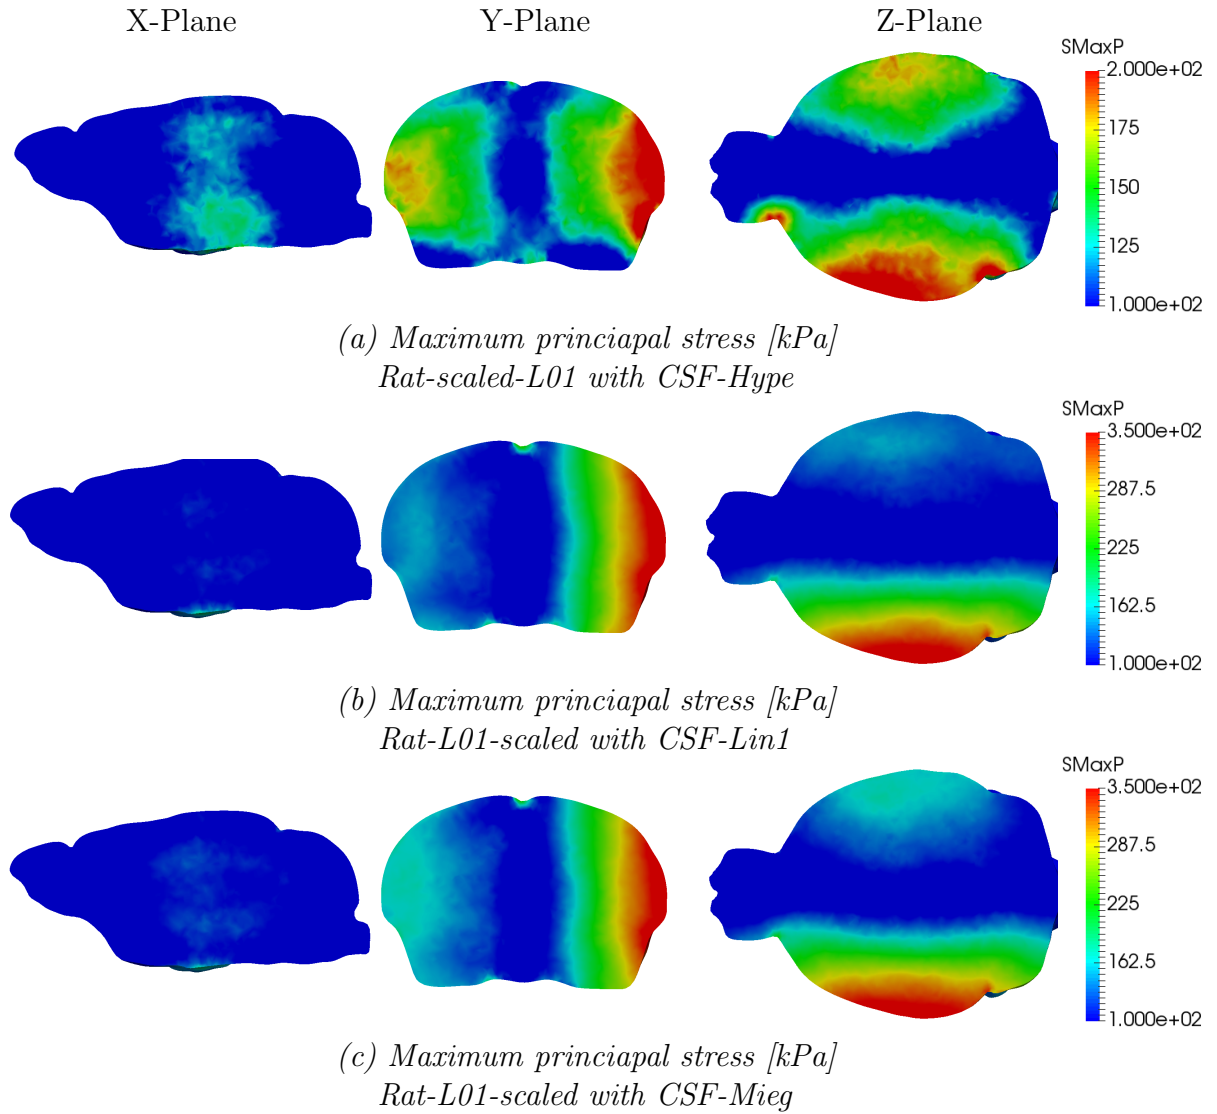 X-Plane Y-Plane Z-Plane
SMaxP
2.000e+02
175
150
125
1.000e+02
(a) Maximum princiapal stress [kPa]
Rat-scaled-L01 with CSF-Hype
SMaxP
3.500e+02
287.5
225
162.5
1.000e+02
(b) Maximum princiapal stress [kPa]
Rat-L01-scaled with CSF-Lin1
SMaxP
3.500e+02
287.5
225
162.5
1.000e+02
(c) Maximum princiapal stress [kPa]
Rat-L01-scaled with CSF-Mieg